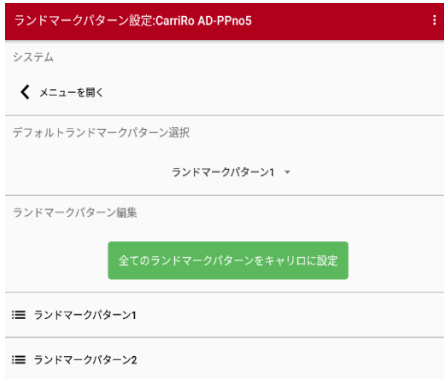 ランドマークパターン設定:CarriRo AD-PPno5
システム
メニューを開く
デフォルトランドマークパターン選択
ランドマークパターン1
ランドマークパターン編集
全てのランドマークパターンをキャリロに設定
ランドマークパターン1
ランドマークパターン2